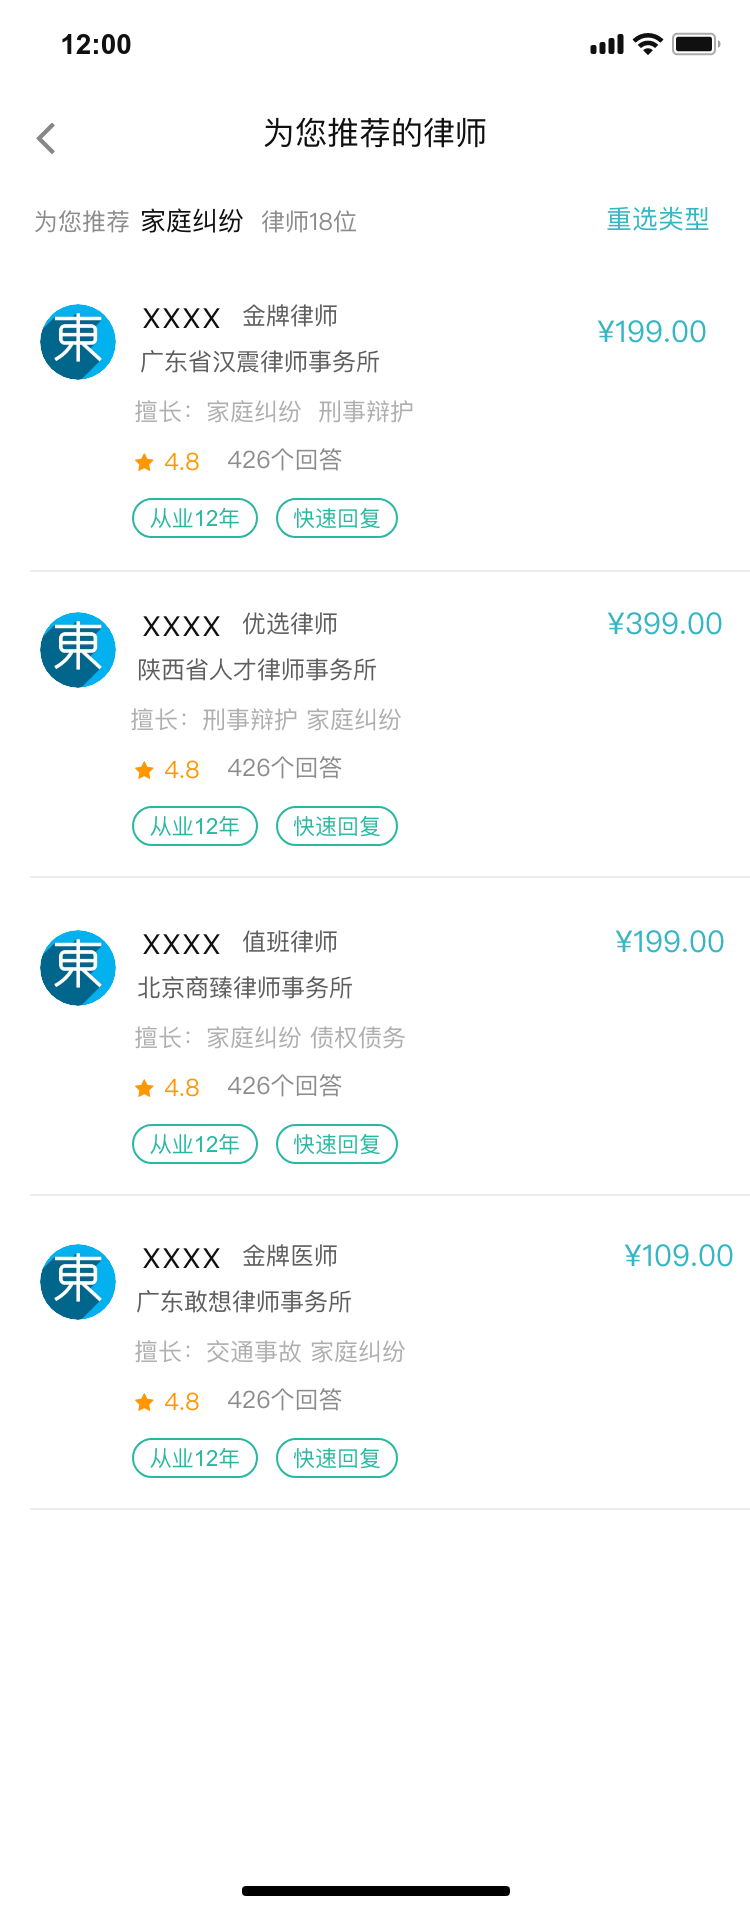 12:00
为您推荐的律师
为您推荐 家庭纠纷 律师18位 重选类型
東 XXXX 金牌律师 ¥199.00
广东省汉震律师事务所
擅长：家庭纠纷 刑事辩护
4.8 426个回答
从业12年 快速回复
東 XXXX 优选律师 ¥399.00
陕西省人才律师事务所
擅长：刑事辩护 家庭纠纷
4.8 426个回答
从业12年 快速回复
東 XXXX 值班律师 ¥199.00
北京商臻律师事务所
擅长：家庭纠纷 债权债务
4.8 426个回答
从业12年 快速回复
東 XXXX 金牌医师 ¥109.00
广东敢想律师事务所
擅长：交通事故 家庭纠纷
4.8 426个回答
从业12年 快速回复